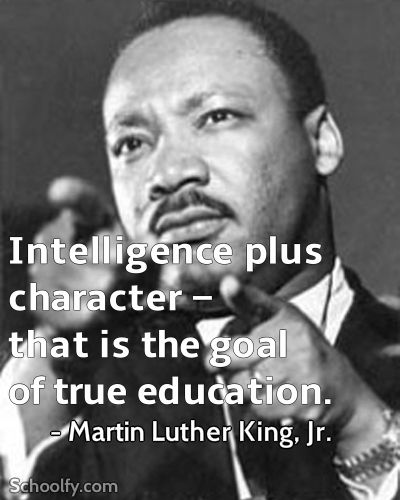 Intelligence plus
character –
that is the goal
of true education.
- Martin Luther King, Jr.
Schoolfy.com